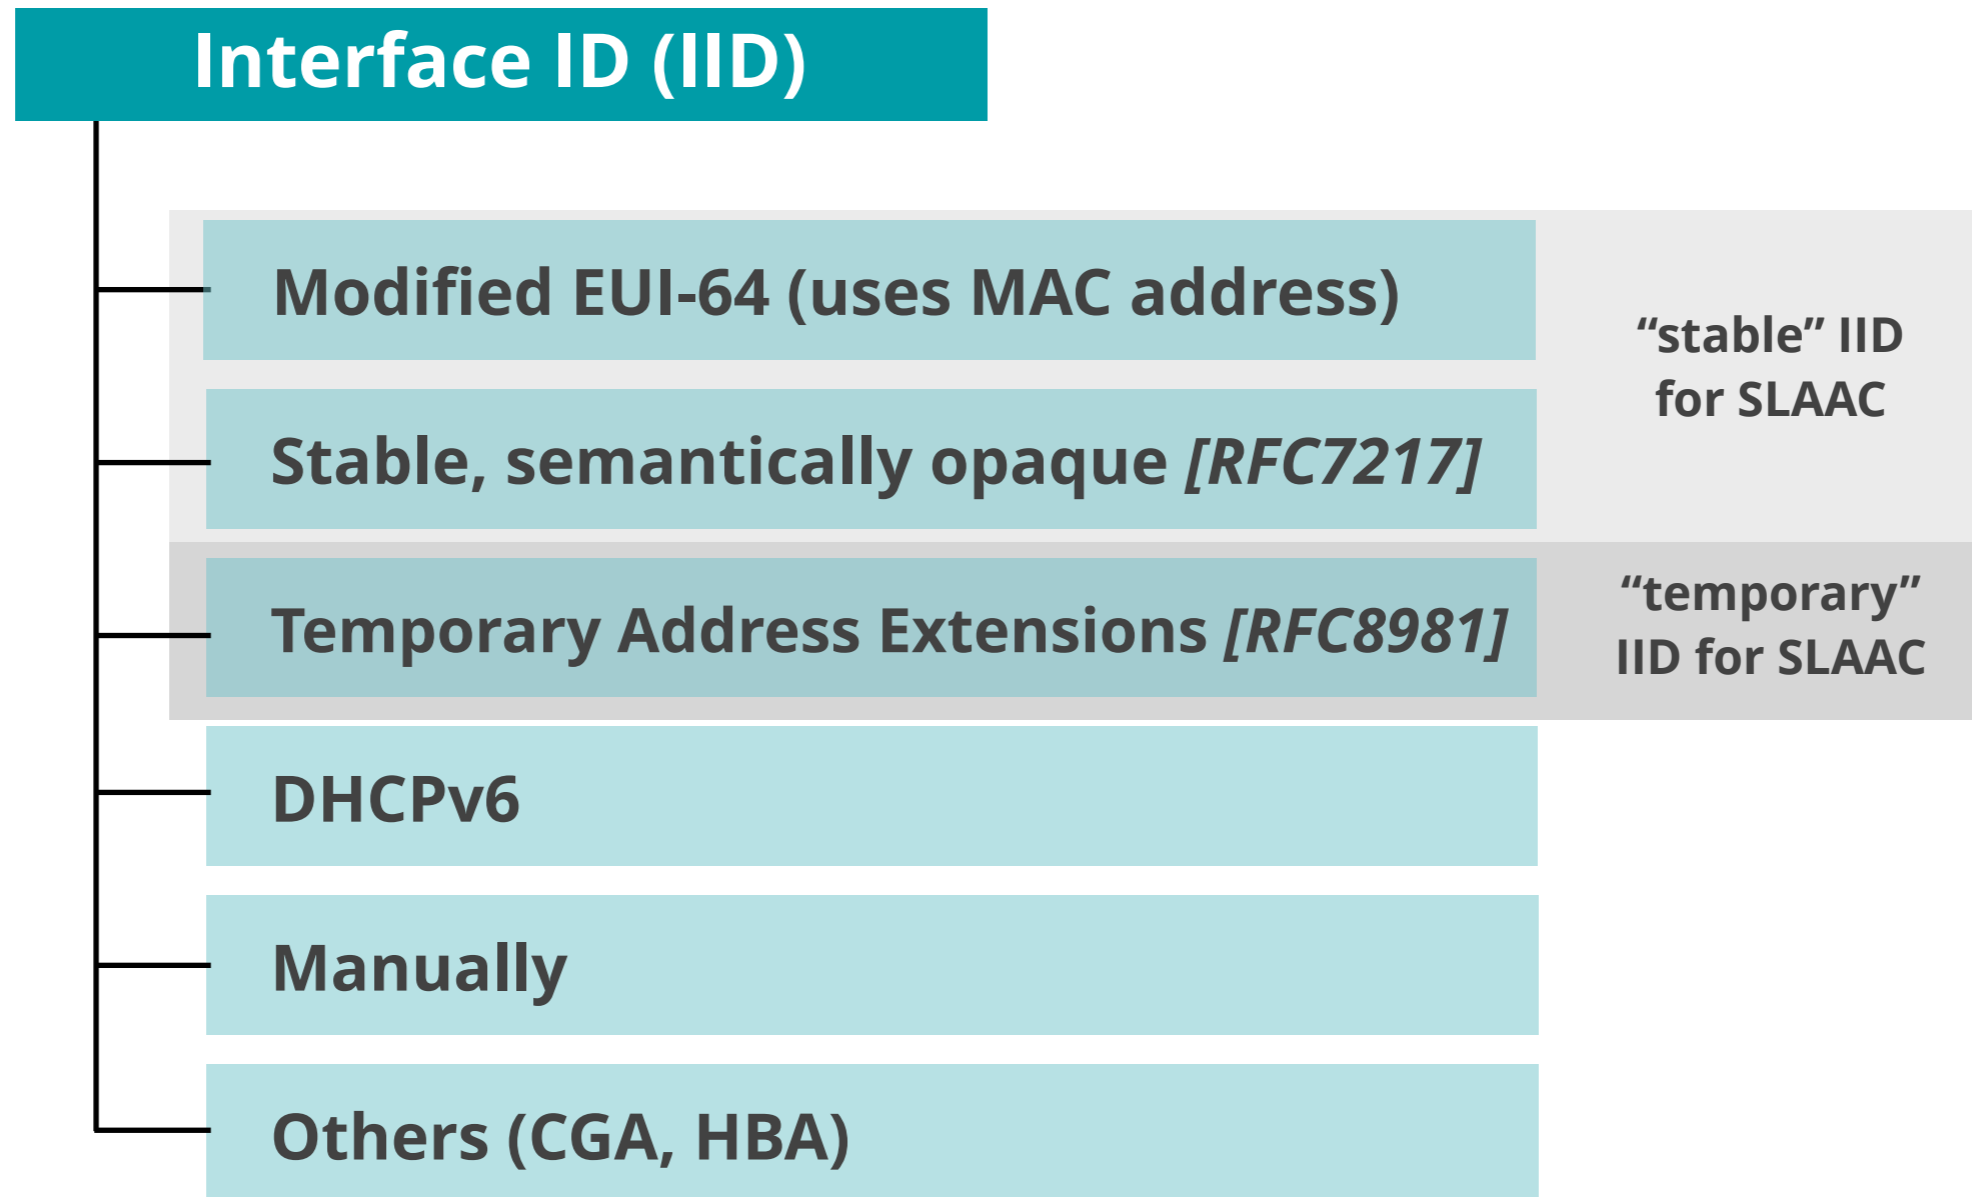 Interface ID (IID)
Modified EUI-64 (uses MAC address)
“stable” IID
for SLAAC
Stable, semantically opaque [RFC7217]
Temporary Address Extensions [RFC8981]
“temporary”
IID for SLAAC
DHCPv6
Manually
Others (CGA, HBA)